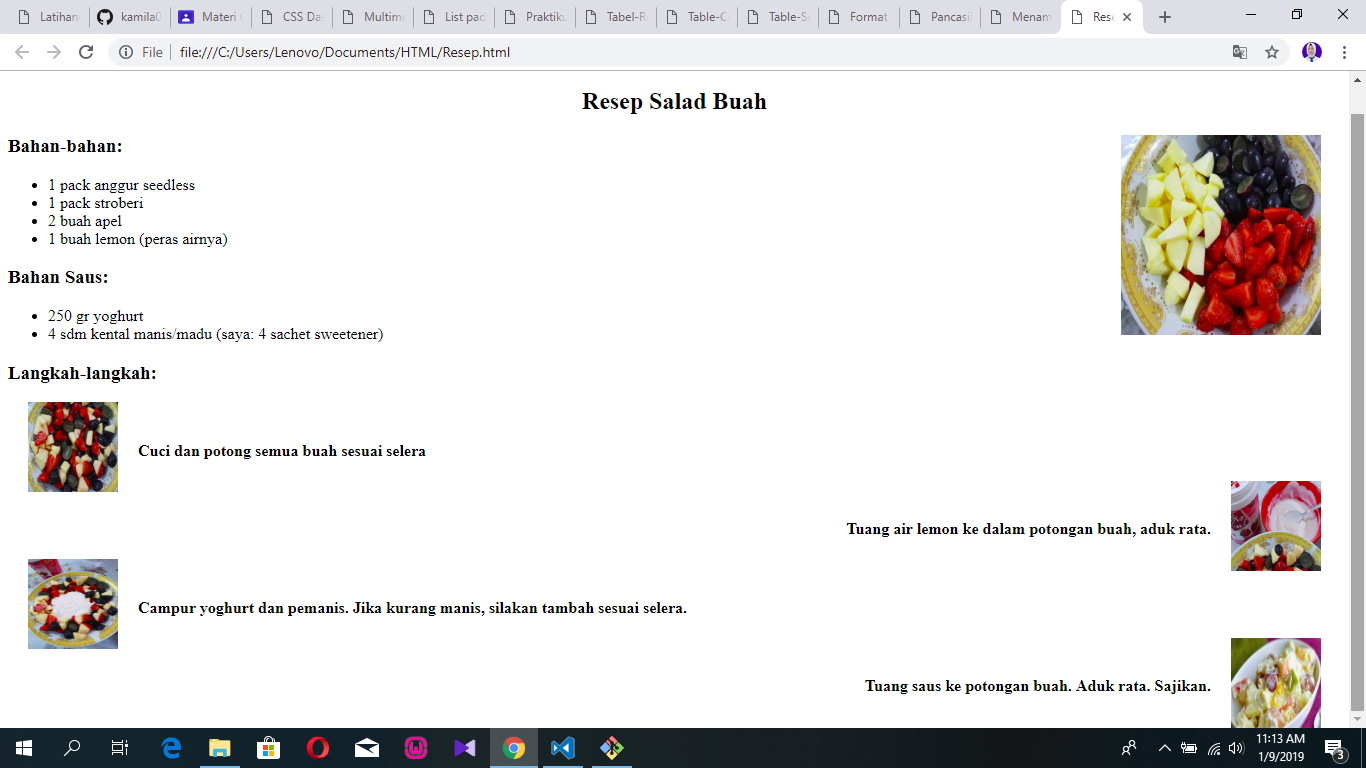 Latihan
kamila0
Materi
CSS Da
Multim
List pad
Praktiku
Tabel-R
Table-C
Table-S
Format
Pancasi
Menam
Rese
File
file:///C:/Users/Lenovo/Documents/HTML/Resep.html
Resep Salad Buah
Bahan-bahan:
1 pack anggur seedless
1 pack stroberi
2 buah apel
1 buah lemon (peras airnya)
Bahan Saus:
250 gr yoghurt
4 sdm kental manis/madu (saya: 4 sachet sweetener)
Langkah-langkah:
Cuci dan potong semua buah sesuai selera
Tuang air lemon ke dalam potongan buah, aduk rata.
Campur yoghurt dan pemanis. Jika kurang manis, silakan tambah sesuai selera.
Tuang saus ke potongan buah. Aduk rata. Sajikan.
11:13 AM
1/9/2019
3